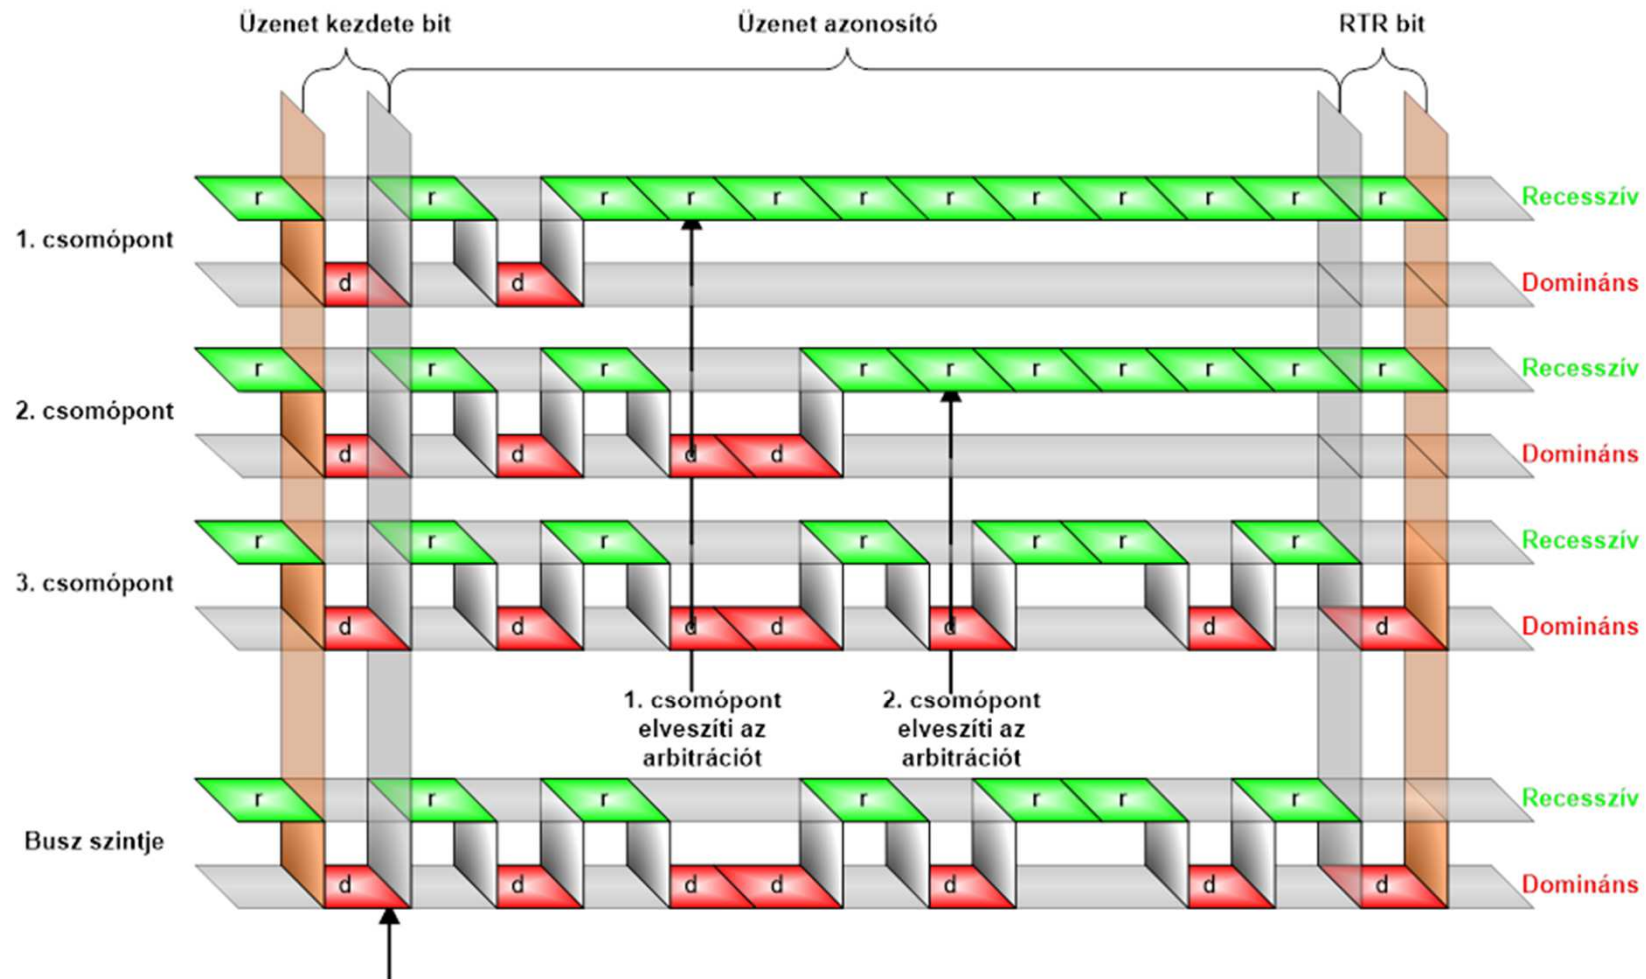 Üzenet kezdete bit Üzenet azonosító RTR bit
r r r r r r r r r r r r Recesszív
1. csomópont
d d Domináns
r r r r r r r r r r Recesszív
2. csomópont
d d d d Domináns
r r r r r r r Recesszív
3. csomópont
d d d d d d d Domináns
1. csomópont
elveszíti az
arbitrációt
2. csomópont
elveszíti az
arbitrációt
r r r r r r r Recesszív
Busz szintje
d d d d d d d Domináns